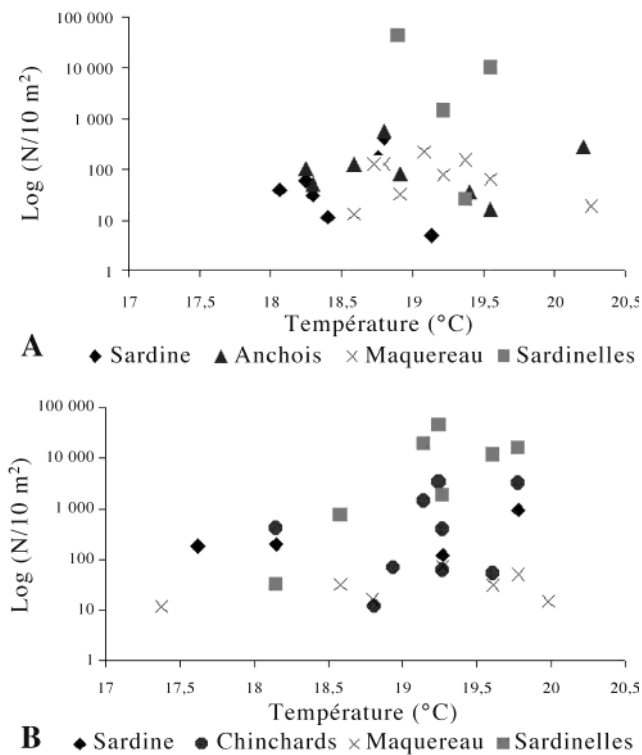 Log (N/10 m²)
100 000
10 000
1 000
100
10
1
17 17,5 18 18,5 19 19,5 20 20,5
Température (°C)
A
Sardine Anchois Maquereau Sardinelles
Log (N/10 m²)
100 000
10 000
1 000
100
10
1
17 17,5 18 18,5 19 19,5 20 20,5
Température (°C)
B
Sardine Chinchards Maquereau Sardinelles